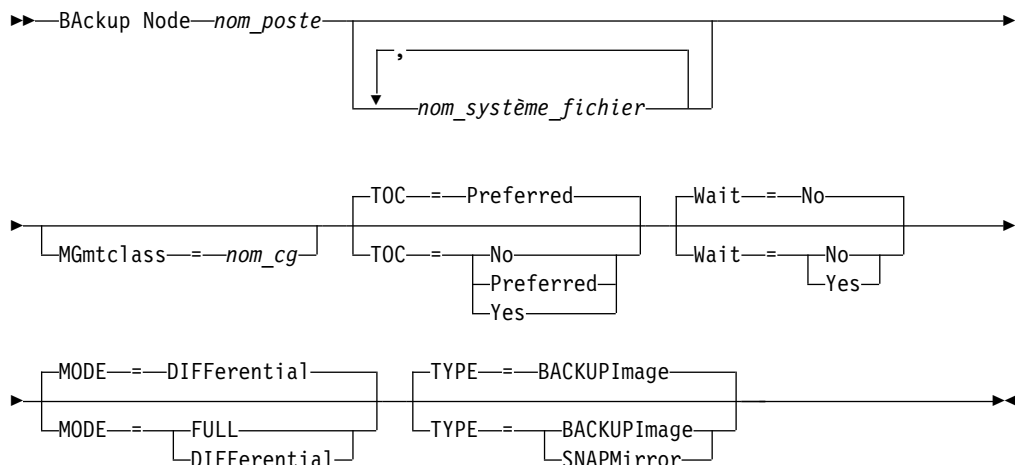 BAckup Node nom_poste
,
nom_système_fichier
TOC = Preferred Wait = No
MGmtclass = nom_cg TOC = No Wait = No
Preferred Yes
Yes
MODE = DIFFerential TYPE = BACKUPImage
MODE = FULL TYPE = BACKUPImage
DIFFerential SNAPMirror